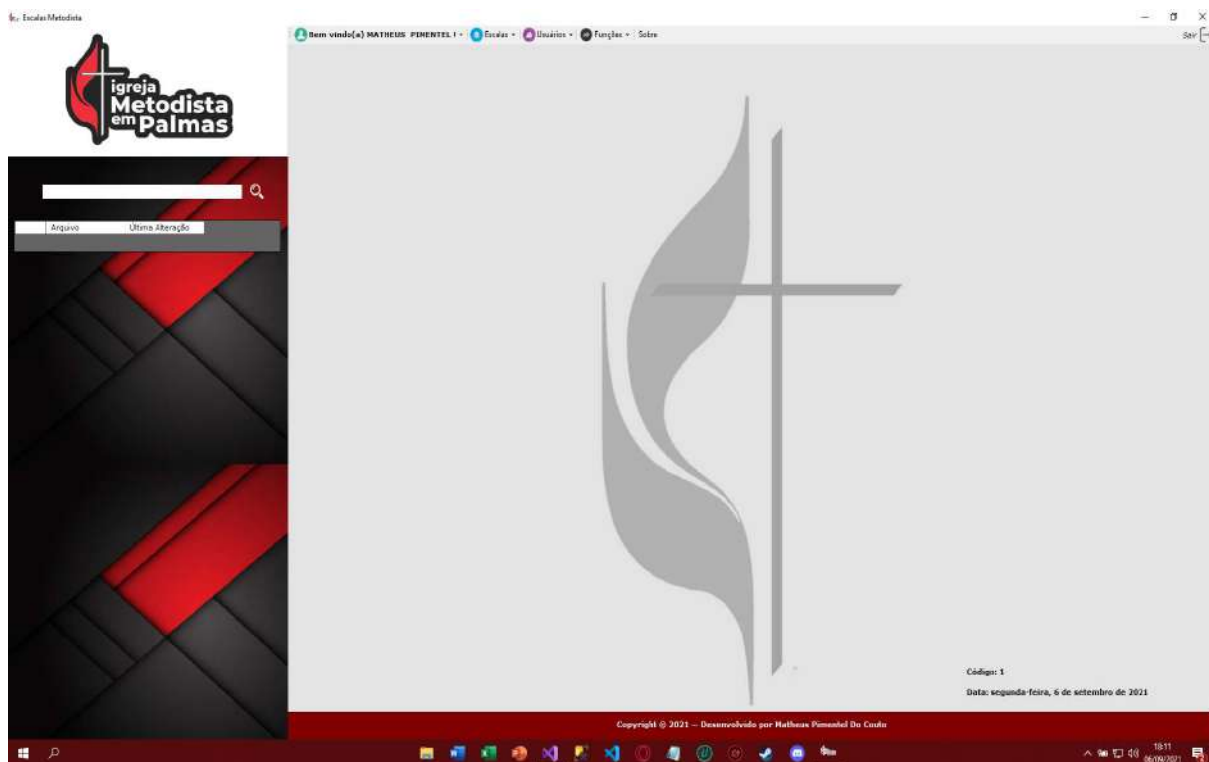 Escalas Metodista
igreja
Metodista
em Palmas
Bem vindo(a) MATHEUS PIMENTEL
Escalas
Usuários
Funções
Sobre
Sair
Arquivo
Última Alteração
Código: 1
Data: segunda-feira, 6 de setembro de 2021
Copyright © 2021 – Desenvolvido por Matheus Pimentel Do Couto
18:11
06/09/2021